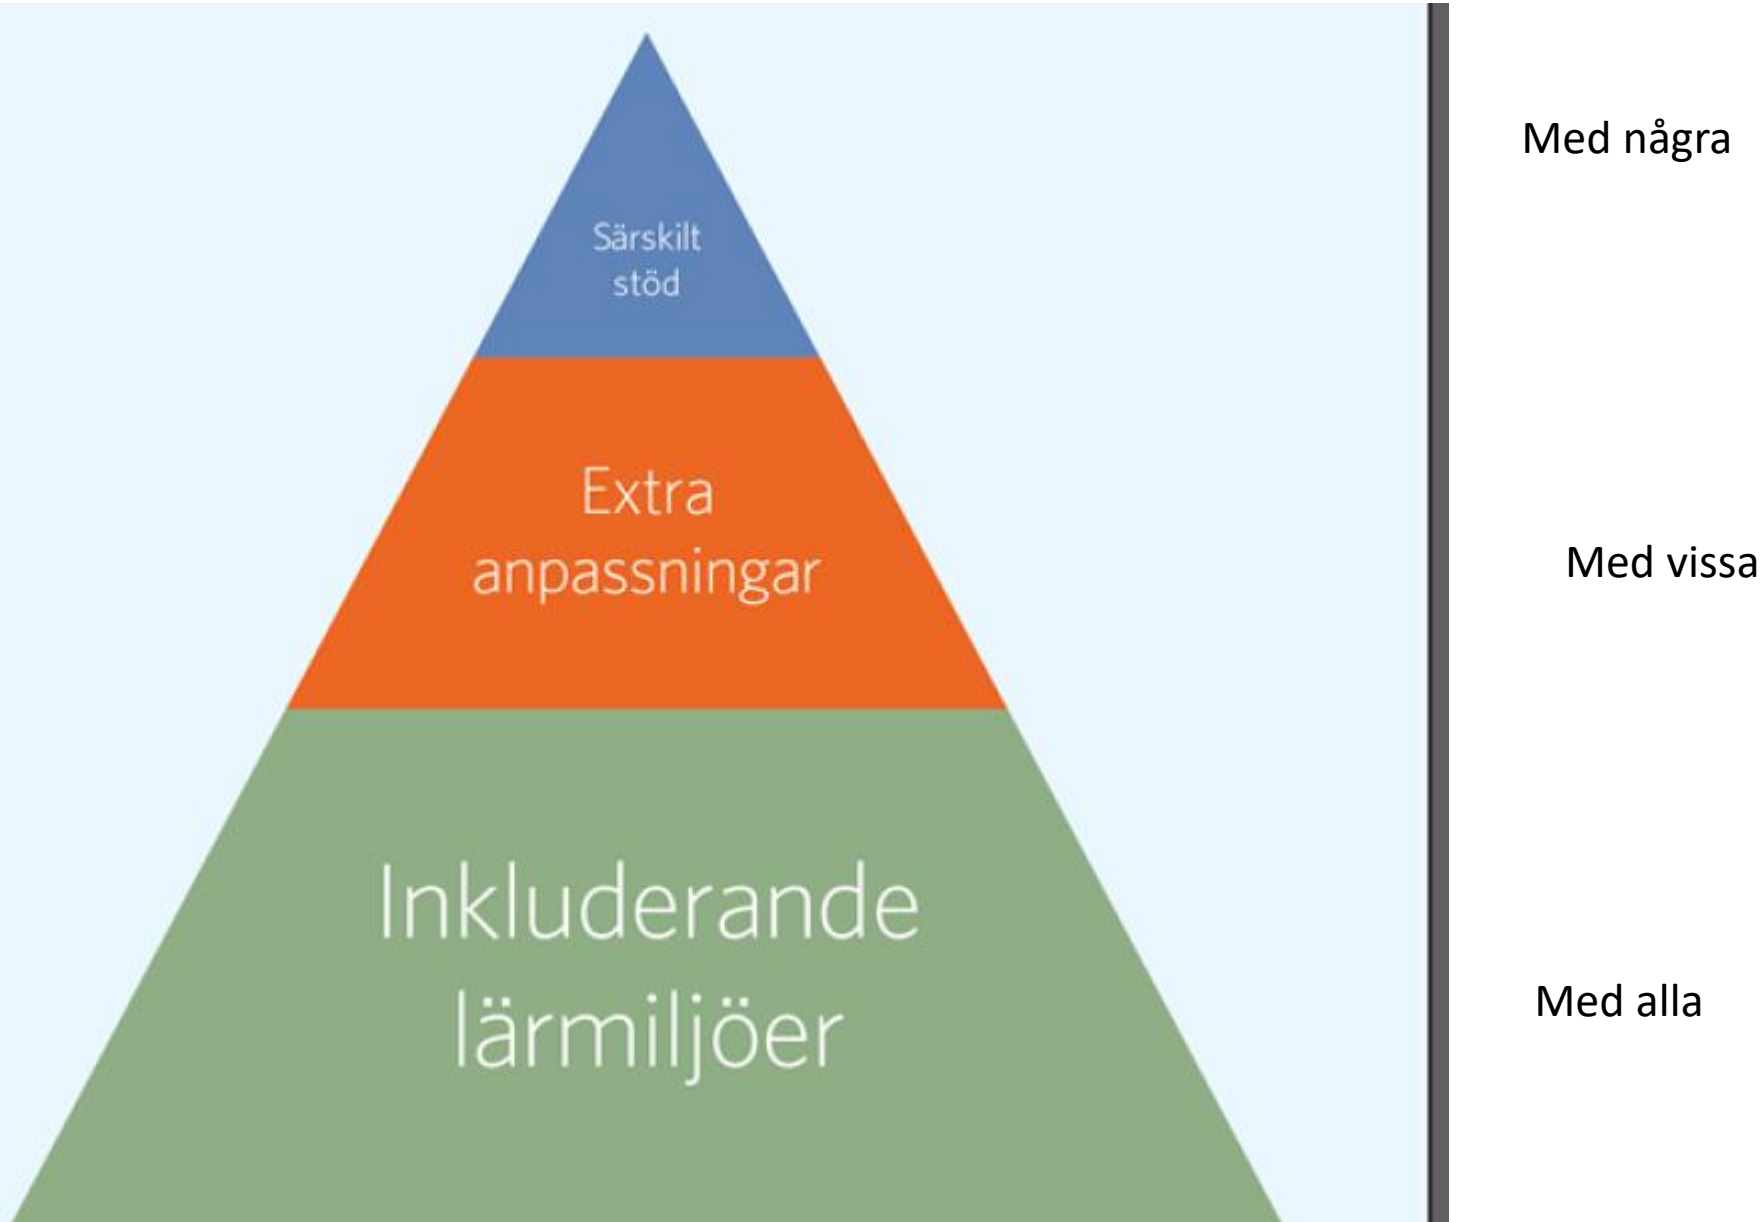 Med några
Särskilt
stöd
Extra
anpassningar
Med vissa
Inkluderande
lärmiljöer
Med alla